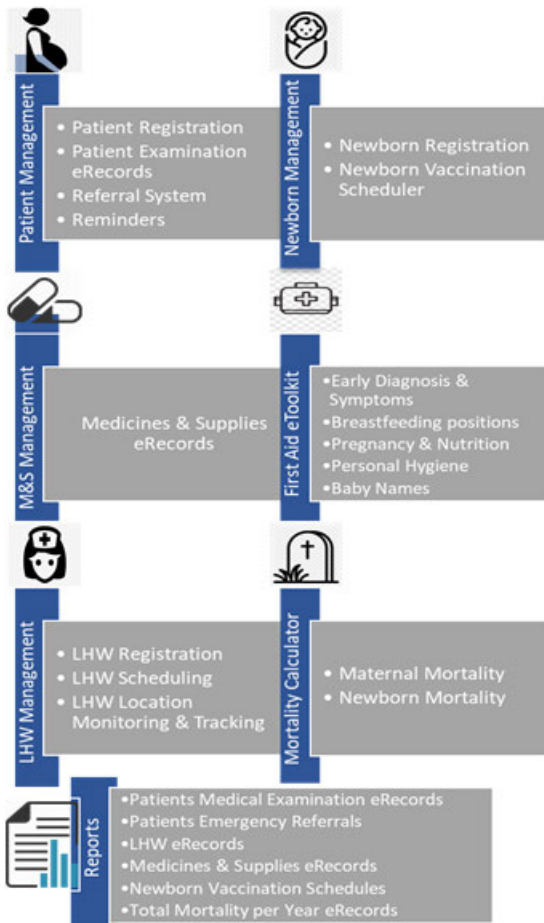 Patient Management
• Patient Registration
• Patient Examination
eRecords
• Referral System
• Reminders
Newborn Management
• Newborn Registration
• Newborn Vaccination
Scheduler
M&S Management
Medicines & Supplies
eRecords
First Aid eToolkit
•Early Diagnosis &
Symptoms
•Breastfeeding positions
•Pregnancy & Nutrition
•Personal Hygiene
•Baby Names
LHW Management
• LHW Registration
• LHW Scheduling
• LHW Location
Monitoring & Tracking
Mortality Calculator
• Maternal Mortality
• Newborn Mortality
Reports
•Patients Medical Examination eRecords
•Patients Emergency Referrals
•LHW eRecords
•Medicines & Supplies eRecords
•Newborn Vaccination Schedules
•Total Mortality per Year eRecords